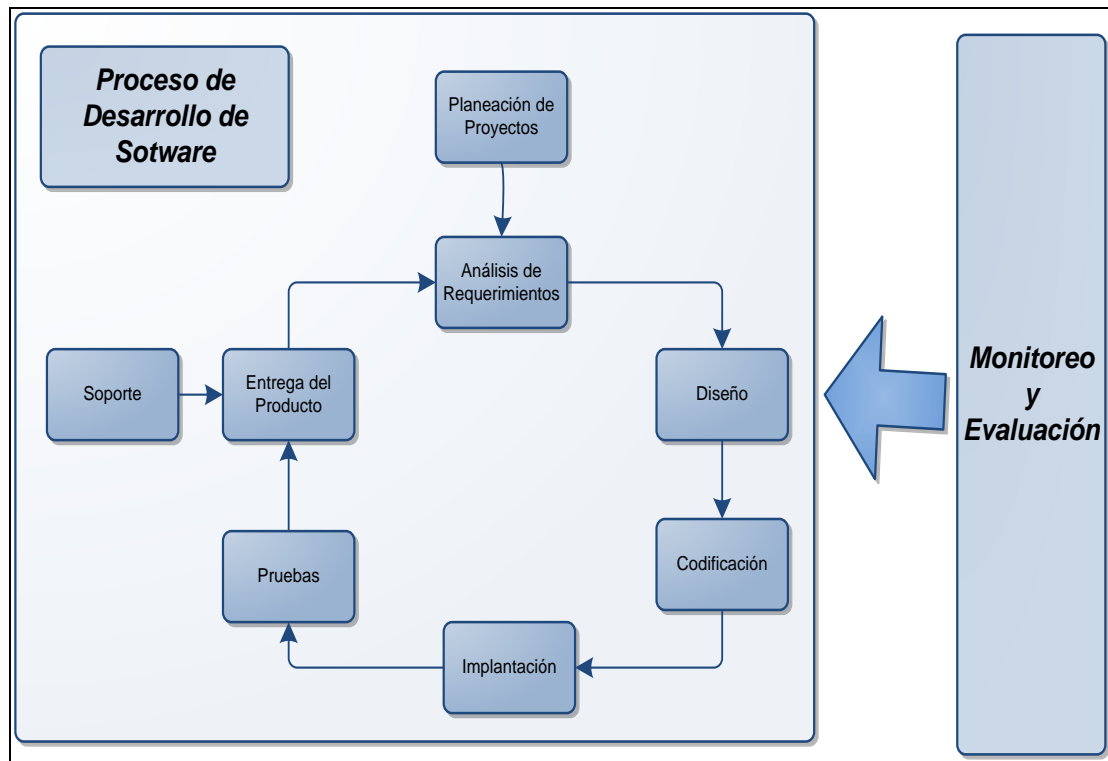 Proceso de
Desarrollo de
Sotware
Planeación de
Proyectos
Análisis de
Requerimientos
Soporte
Entrega del
Producto
Diseño
Monitoreo
y
Evaluación
Pruebas
Codificación
Implantación